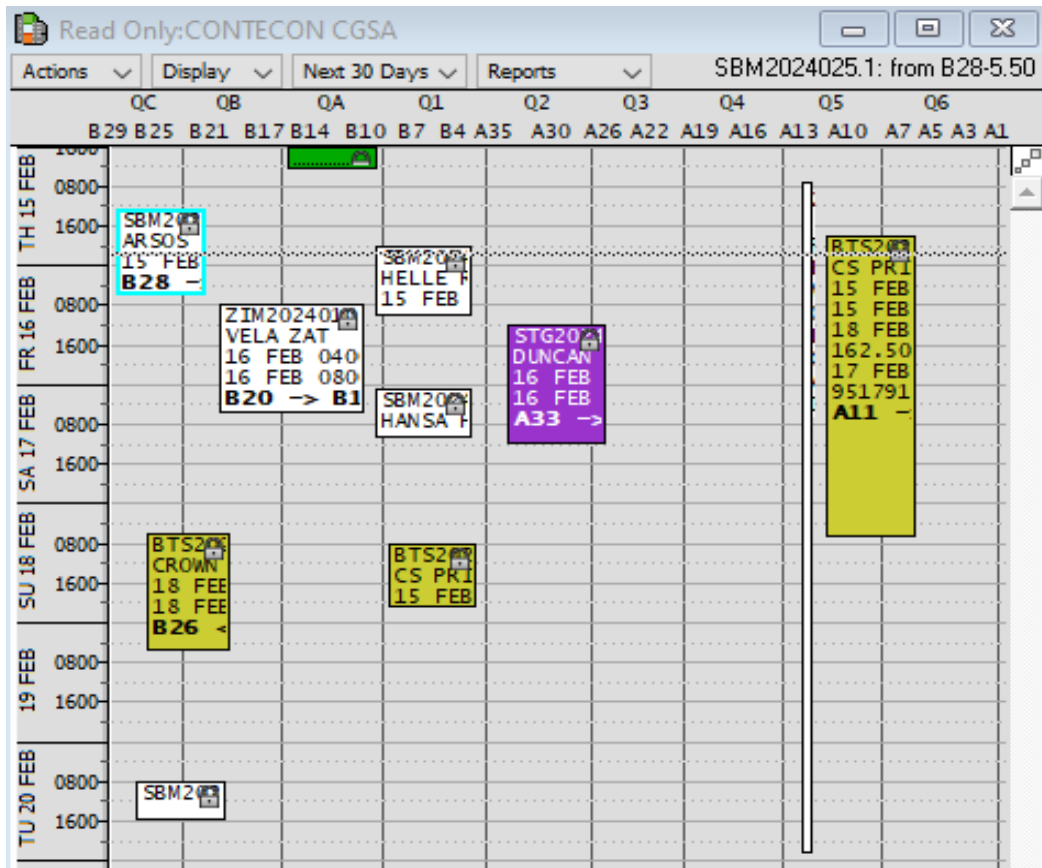 Read Only:CONTECON CGSA
Actions Display Next 30 Days Reports SBM2024025.1: from B28-5.50
QC QB QA Q1 Q2 Q3 Q4 Q5 Q6
B29 B25 B21 B17 B14 B10 B7 B4 A35 A30 A26 A22 A19 A16 A13 A10 A7 A5 A3 A1
TH 15 FEB
0800
1600
FR 16 FEB
0800
1600
SA 17 FEB
0800
1600
SU 18 FEB
0800
1600
19 FEB
0800
1600
TU 20 FEB
0800
1600
SBM2
ARSOS
15 FEB
B28 -
ZIM202401
VELA ZAT
16 FEB 040
16 FEB 080
B20 -> B1
SBM20
HELLE
15 FEB
SBM20
HANSA
STG20
DUNCAN
16 FEB
16 FEB
A33 ->
BTS2
CS PRI
15 FEB
15 FEB
18 FEB
162.50
17 FEB
951791
A11 -
BTS2
CROWN
18 FEE
18 FEE
B26 <
BTS2
CS PRI
15 FEB
SBM2